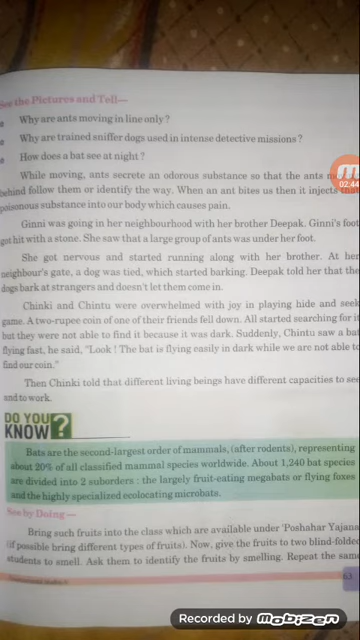 See the Pictures and Tell—
Why are ants moving in line only?
Why are trained sniffer dogs used in intense detective missions?
How does a bat see at night?
While moving, ants secrete an odorous substance so that the ants
behind follow them or identify the way. When an ant bites us then it injects
poisonous substance into our body which causes pain.
Ginni was going in her neighbourhood with her brother Deepak. Ginni's foot
got hit with a stone. She saw that a large group of ants was under her foot.
She got nervous and started running along with her brother. At her
neighbour's gate, a dog was tied, which started barking. Deepak told her that the
dogs bark at strangers and doesn't let them come in.
Chinki and Chintu were overwhelmed with joy in playing hide and seek
game. A two-rupee coin of one of their friends fell down. All started searching for it
but they were not able to find it because it was dark. Suddenly, Chintu saw a bat
flying fast, he said, "Look ! The bat is flying easily in dark while we are not able to
find our coin."
Then Chinki told that different living beings have different capacities to see
and to work.
DO YOU
KNOW?
Bats are the second-largest order of mammals, (after rodents), representing
about 20% of all classified mammal species worldwide. About 1,240 bat species
are divided into 2 suborders : the largely fruit-eating megabats or flying foxes
and the highly specialized ecolocating microbats.
See by Doing—
Bring such fruits into the class which are available under 'Poshahar Yajana
(if possible bring different types of fruits). Now, give the fruits to two blind-folded
students to smell. Ask them to identify the fruits by smelling. Repeat the same
63
02:44
Recorded by Mobizen